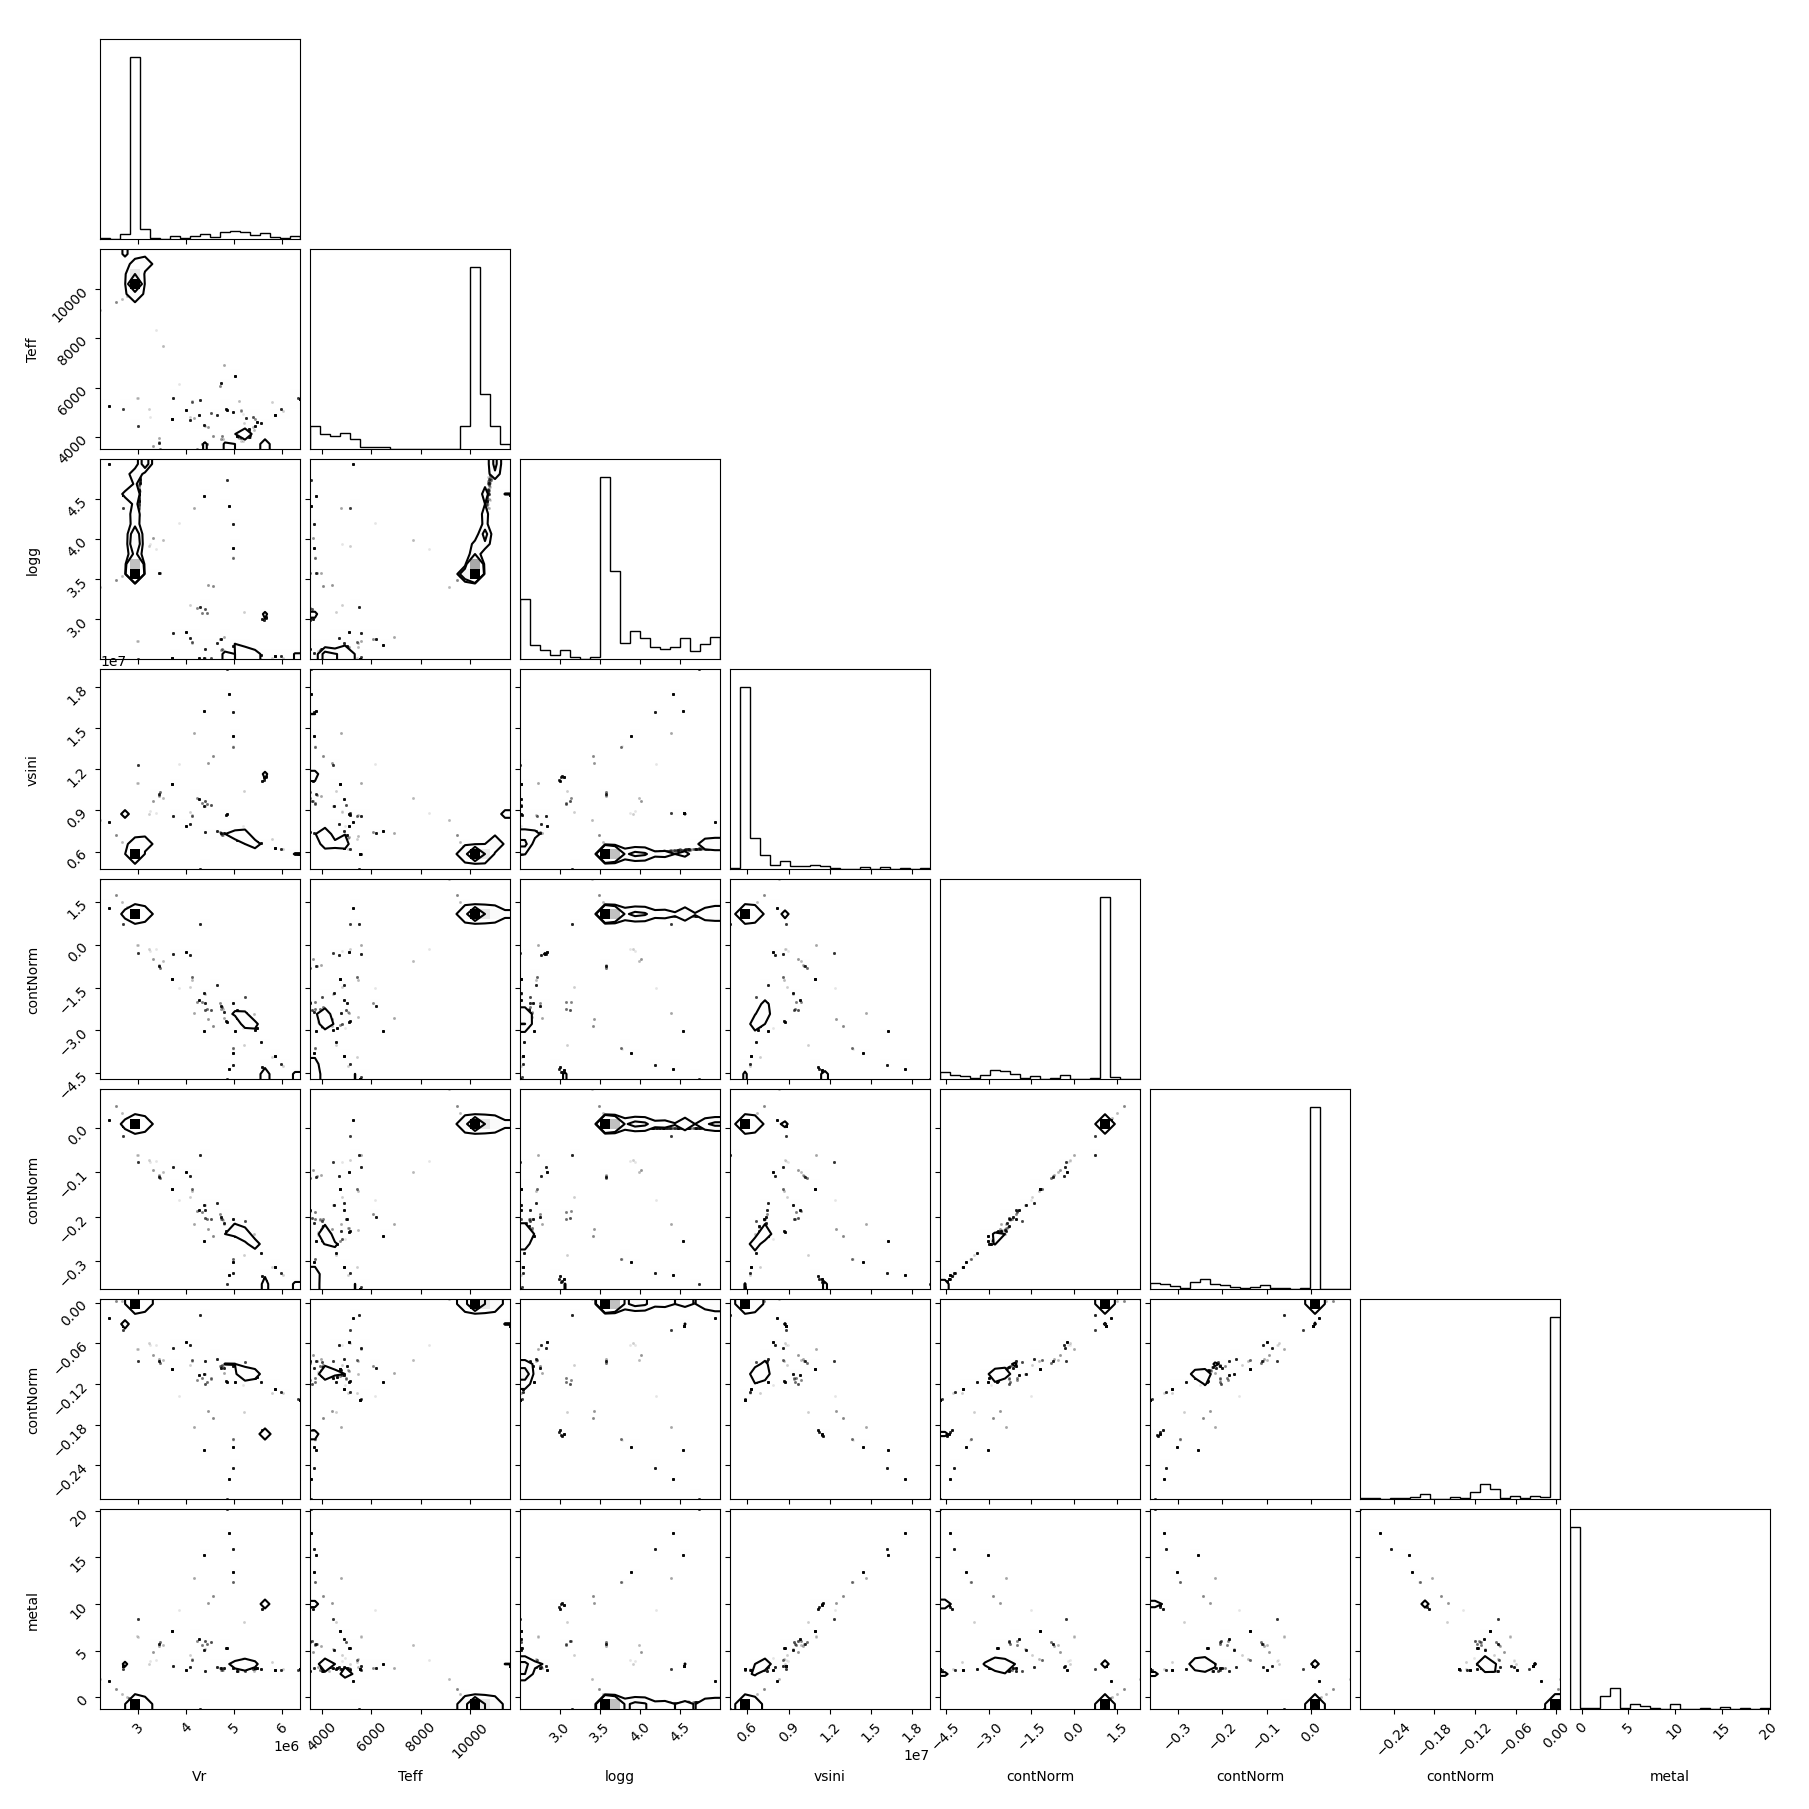 Teff
10000
8000
6000
4000
logg
4.5
4.0
3.5
3.0
1e7
vsini
1.8
1.5
1.2
0.9
0.6
contNorm
1.5
0.0
−1.5
−3.0
−4.5
contNorm
0.0
−0.1
−0.2
−0.3
contNorm
0.00
−0.06
−0.12
−0.18
−0.24
metal
20
15
10
5
0
3 4 5 6
1e6
4000 6000 8000 10000
3.0 3.5 4.0 4.5
0.6 0.9 1.2 1.5 1.8
1e7
−4.5 −3.0 −1.5 0.0 1.5
−0.3 −0.2 −0.1 0.0
−0.24 −0.18 −0.12 −0.06 0.00
0 5 10 15 20
Vr Teff logg vsini contNorm contNorm contNorm metal